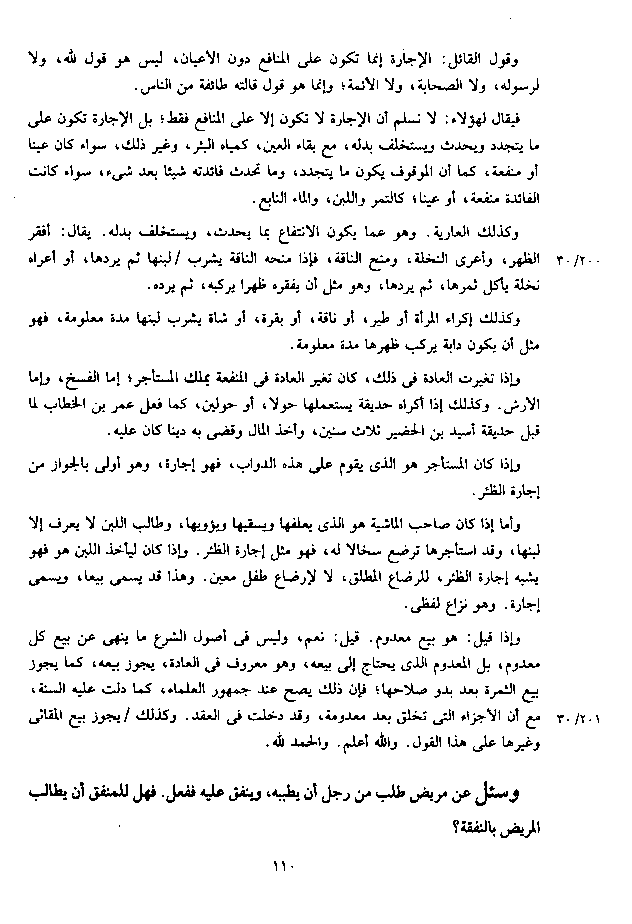 وقول القائل: الإجارة إنما تكون على المنافع دون الأعيان، ليس هو قول لله، ولا
لرسوله، ولا الصحابة، ولا الأئمة؛ وإنما هو قول قالته طائفة من الناس.
فيقال لهؤلاء: لا نسلم أن الإجارة لا تكون إلا على المنافع فقط؛ بل الإجارة تكون على
ما يتجدد ويحدث ويستخلف بدله، مع بقاء العين، كمياه البئر، وغير ذلك، سواء كان عينا
أو منفعة، كما أن الموقوف يكون ما يتجدد، وما تحدث فائدته شيئا بعد شىء، سواء كانت
الفائدة منفعة، أو عينا؛ كالتمر واللبن، والماء النابع.
وكذلك العارية. وهو عما يكون الانتفاع بما يحدث، ويستخلف بدله. يقال: أفقر
الظهر، وأعرى النخلة، ومنح الناقة، فإذا منحه الناقة يشرب / لبنها ثم يردها، أو أعراه ٣٠/٢٠٠
نخلة يأكل ثمرها، ثم يردها، وهو مثل أن يفقره ظهرا يركبه، ثم يرده.
وكذلك إكراء المرأة أو طير، أو ناقة، أو بقرة، أو شاة يشرب لبنها مدة معلومة، فهو
مثل أن يكون دابة يركب ظهرها مدة معلومة.
وإذا تغيرت العادة فى ذلك، كان تغير العادة فى المنفعة يملك المستأجر؛ إما الفسخ، وإما
الأرش. وكذلك إذا أكراه حديقة يستعملها حولا، أو حولين، كما فعل عمر بن الخطاب لما
قبل حديقة أسيد بن الحضير ثلاث سنين، وأخذ المال وقضى به دينا كان عليه.
وإذا كان المستأجر هو الذى يقوم على هذه الدواب، فهو إجارة، وهو أولى بالجواز من
إجارة الظئر.
وأما إذا كان صاحب الماشية هو الذى يعلفها ويسقيها ويؤويها، وطالب اللبن لا يعرف إلا
لبنها، وقد استأجرها ترضع سخالا له، فهو مثل إجارة الظئر. وإذا كان ليأخذ اللبن هو فهو
يشبه إجارة الظئر، للرضاع المطلق، لا لإرضاع طفل معين. وهذا قد يسمى بيعا، ويسمى
إجارة. وهو نزاع لفظى.
وإذا قيل: هو بيع معدوم. قيل: نعم، وليس فى أصول الشرع ما ينهى عن بيع كل
معدوم، بل المعدوم الذى يحتاج إلى بيعه، وهو معروف فى العادة، يجوز بيعه، كما يجوز
بيع الثمرة بعد بدو صلاحها؛ فإن ذلك يصح عند جمهور العلماء، كما دلت عليه السنة،
مع أن الأجزاء التى تخلق بعد معدومة، وقد دخلت فى العقد. وكذلك / يجوز بيع المقاثى ٣٠/٢٠١
وغيرها على هذا القول. والله أعلم. والحمد لله.
وسئل عن مريض طلب من رجل أن يطببه، وينفق عليه ففعل. فهل للمنفق أن يطالب
المريض بالنفقة؟
١١٠